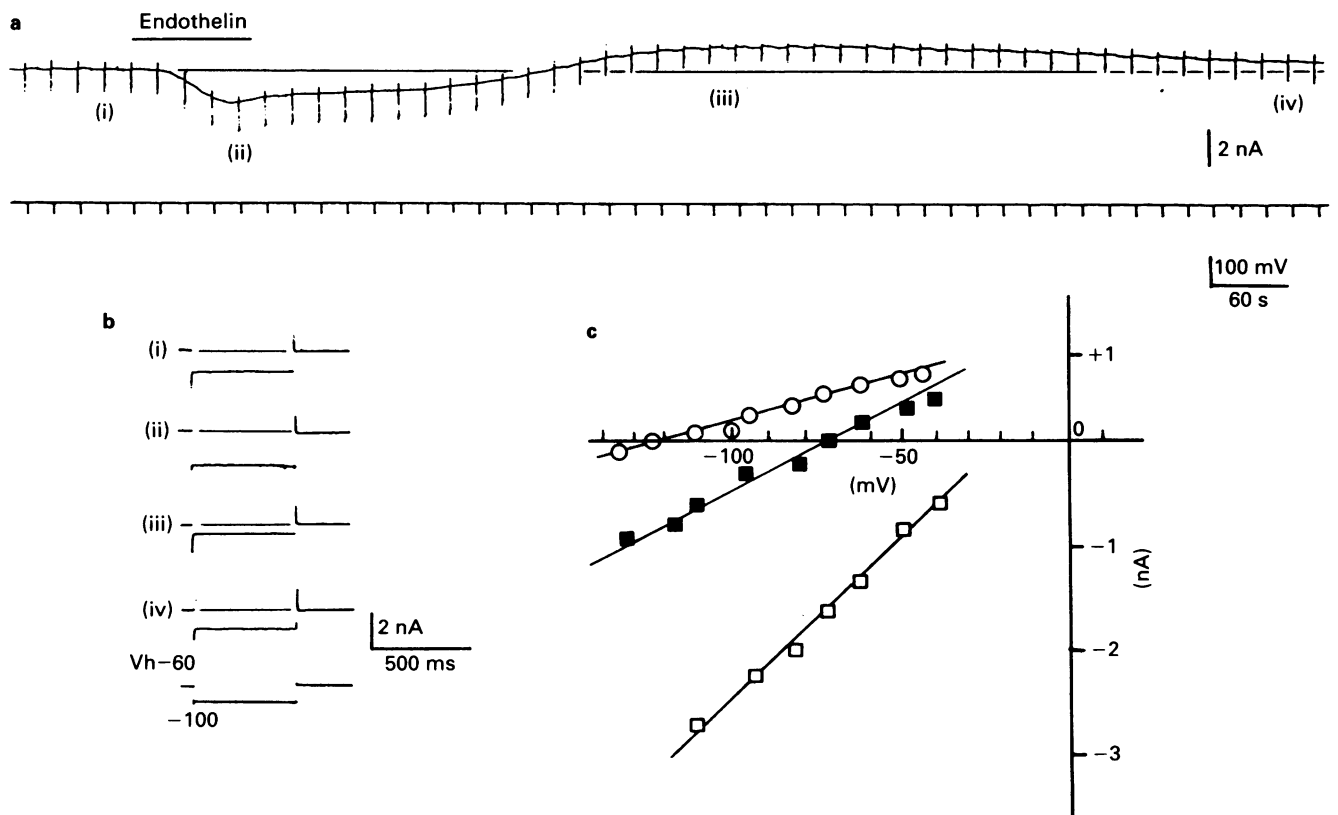 a
Endothelin
(i)
(ii)
(iii)
(iv)
2 nA
100 mV
60 s
b
(i)
(ii)
(iii)
(iv)
2 nA
500 ms
Vh−60
−100
c
+1
0
−100
−50
(mV)
−1
(nA)
−2
−3